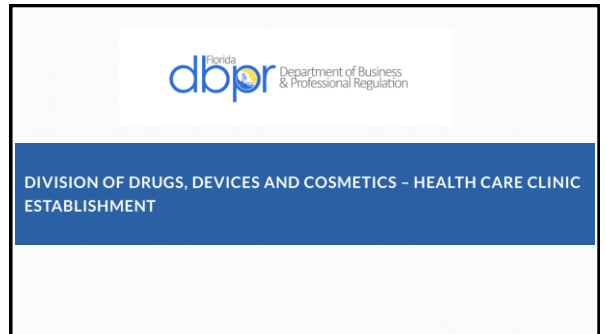 Florida
dbpr
Department of Business
& Professional Regulation
DIVISION OF DRUGS, DEVICES AND COSMETICS – HEALTH CARE CLINIC
ESTABLISHMENT